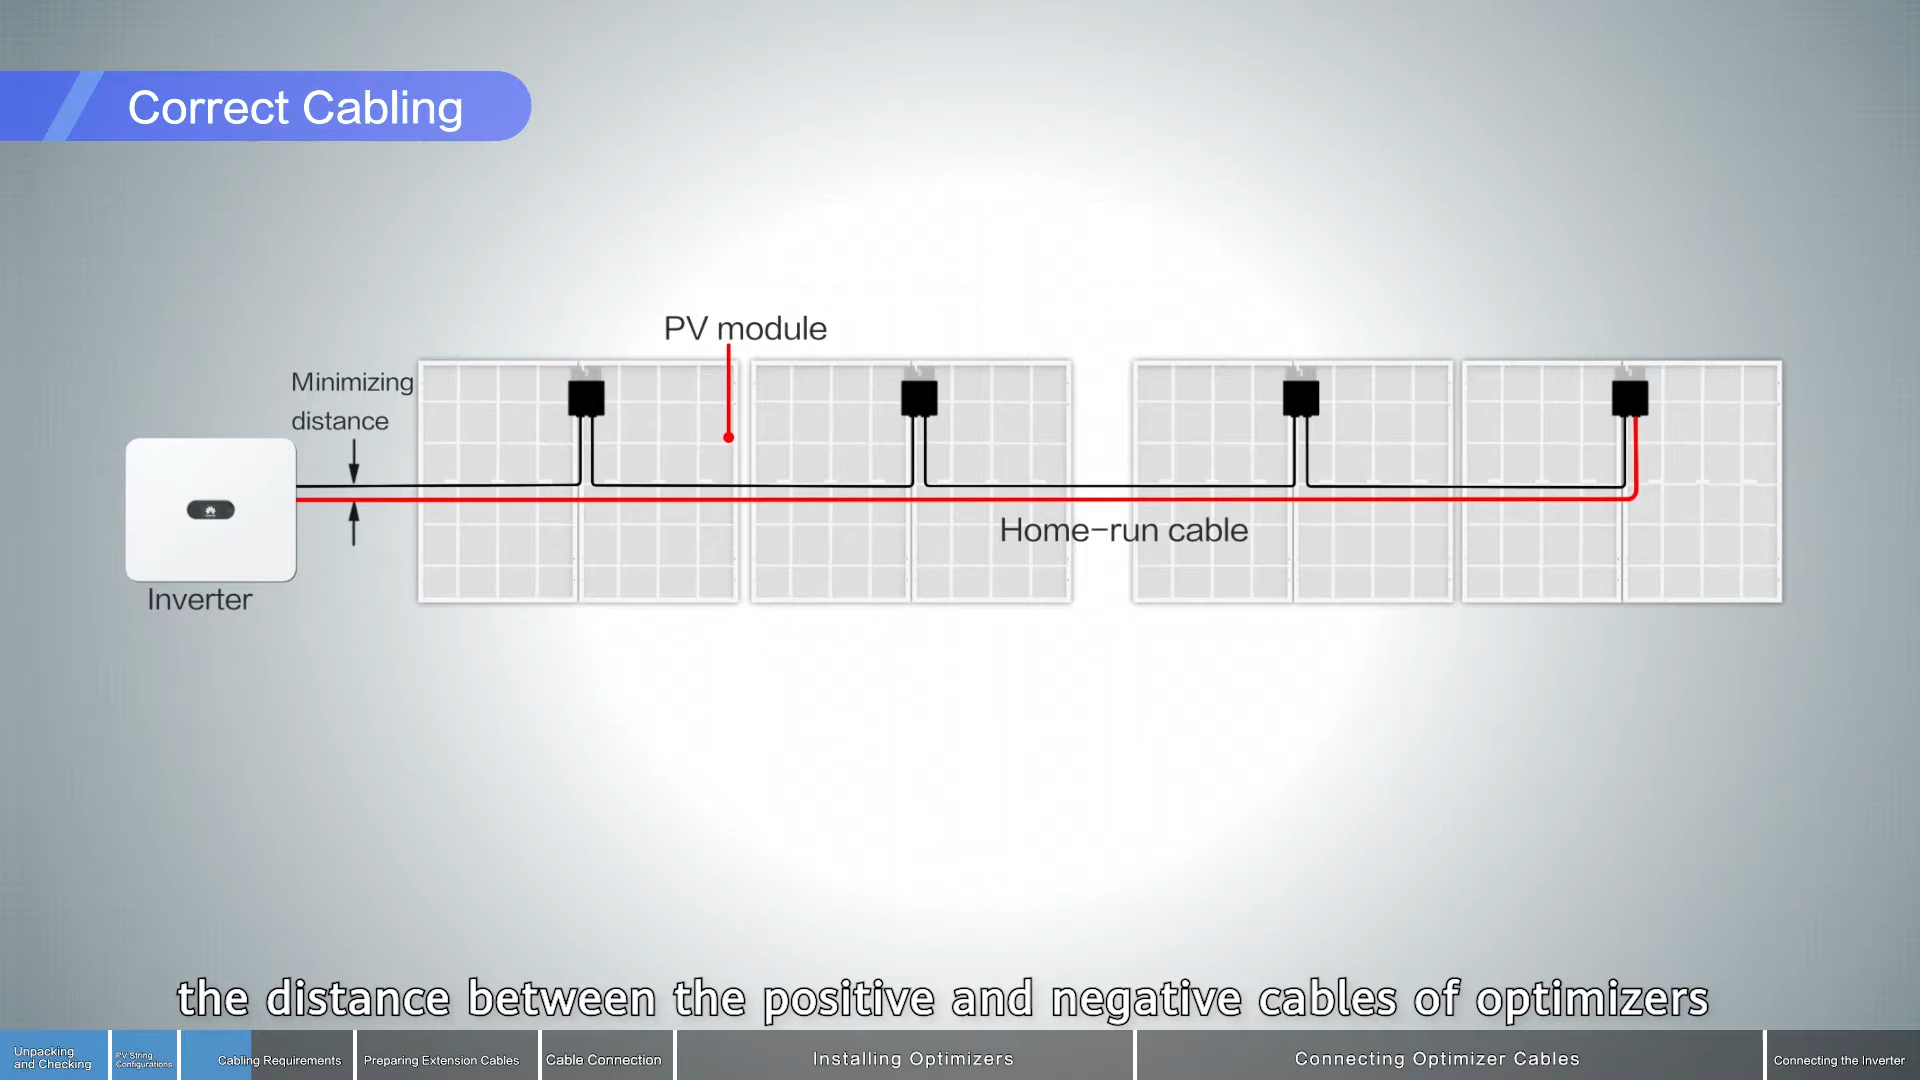 Correct Cabling
PV module
Minimizing
distance
Home-run cable
Inverter
the distance between the positive and negative cables of optimizers
Unpacking
and Checking
PV String
Configurations
Cabling Requirements
Preparing Extension Cables
Cable Connection
Installing Optimizers
Connecting Optimizer Cables
Connecting the Inverter